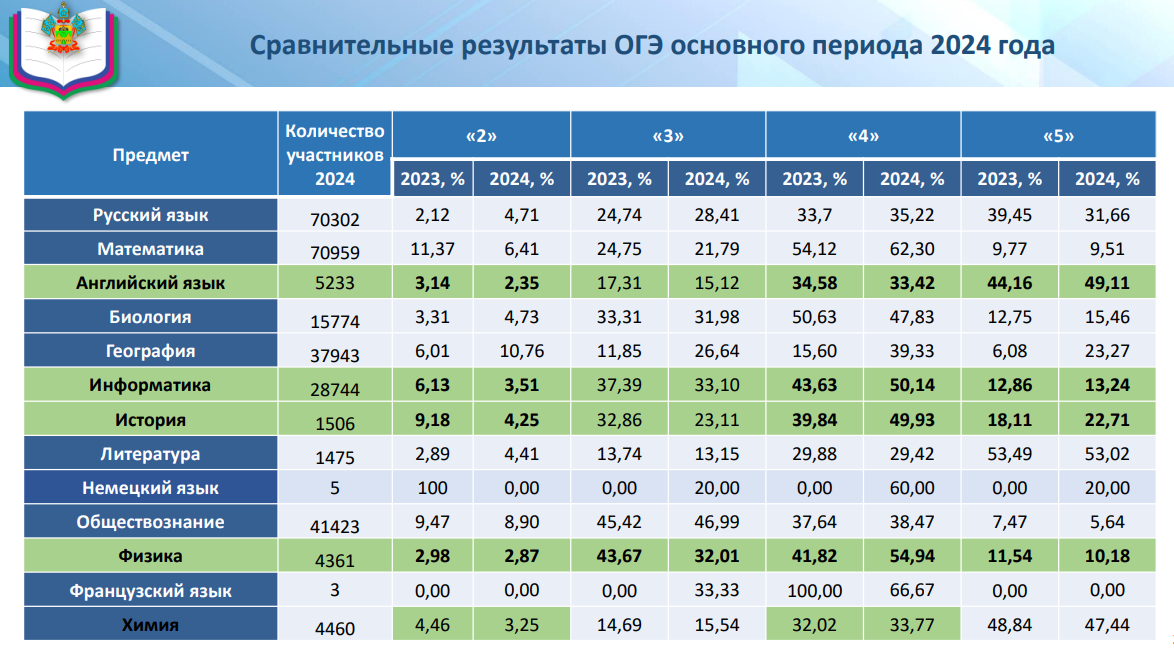 Сравнительные результаты ОГЭ основного периода 2024 года
Предмет Количество участников 2024 «2» «3» «4» «5»
2023, % 2024, % 2023, % 2024, % 2023, % 2024, % 2023, % 2024, %
Русский язык 70302 2,12 4,71 24,74 28,41 33,7 35,22 39,45 31,66
Математика 70959 11,37 6,41 24,75 21,79 54,12 62,30 9,77 9,51
Английский язык 5233 3,14 2,35 17,31 15,12 34,58 33,42 44,16 49,11
Биология 15774 3,31 4,73 33,31 31,98 50,63 47,83 12,75 15,46
География 37943 6,01 10,76 11,85 26,64 15,60 39,33 6,08 23,27
Информатика 28744 6,13 3,51 37,39 33,10 43,63 50,14 12,86 13,24
История 1506 9,18 4,25 32,86 23,11 39,84 49,93 18,11 22,71
Литература 1475 2,89 4,41 13,74 13,15 29,88 29,42 53,49 53,02
Немецкий язык 5 100 0,00 0,00 20,00 0,00 60,00 0,00 20,00
Обществознание 41423 9,47 8,90 45,42 46,99 37,64 38,47 7,47 5,64
Физика 4361 2,98 2,87 43,67 32,01 41,82 54,94 11,54 10,18
Французский язык 3 0,00 0,00 0,00 33,33 100,00 66,67 0,00 0,00
Химия 4460 4,46 3,25 14,69 15,54 32,02 33,77 48,84 47,44